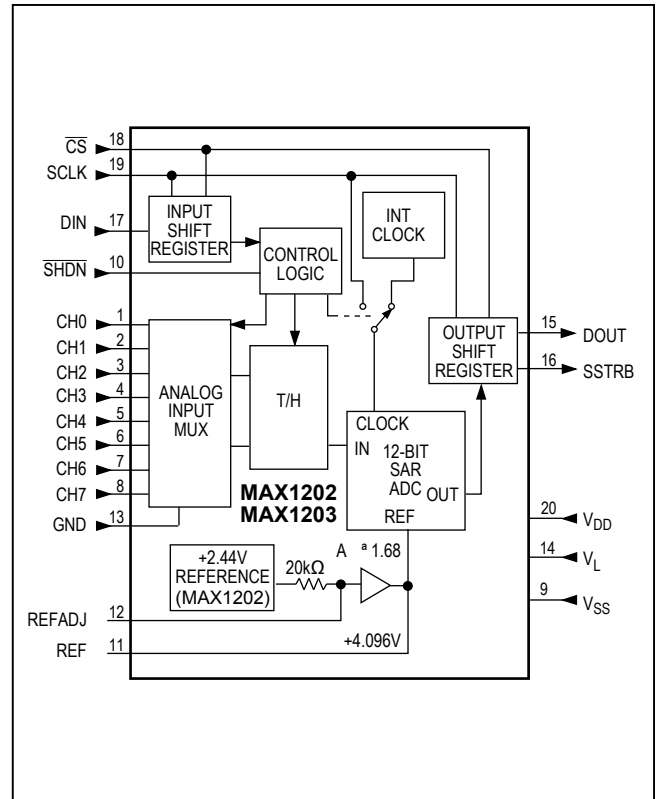 CS 18
SCLK 19
DIN 17
SHDN 10
CH0 1
CH1 2
CH2 3
CH3 4
CH4 5
CH5 6
CH6 7
CH7 8
GND 13
REFADJ 12
REF 11
INPUT
SHIFT
REGISTER
CONTROL
LOGIC
INT
CLOCK
ANALOG
INPUT
MUX
T/H
CLOCK
IN
12-BIT
SAR
ADC
OUT
REF
OUTPUT
SHIFT
REGISTER
MAX1202
MAX1203
+2.44V
REFERENCE
(MAX1202)
20kΩ
A ª 1.68
+4.096V
15 DOUT
16 SSTRB
20 VDD
14 VL
9 VSS